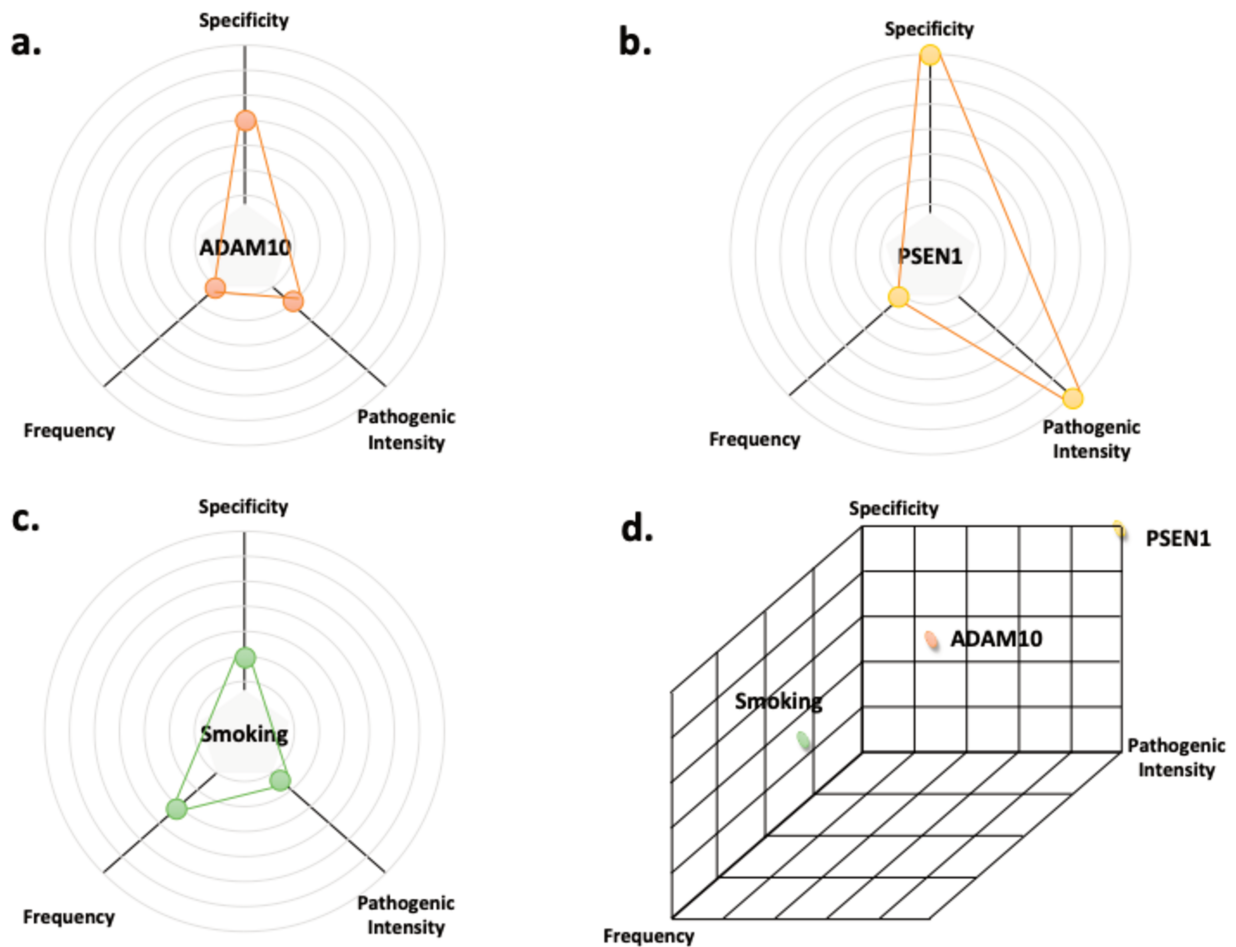 a.
Specificity
ADAM10
Frequency
Pathogenic
Intensity
b.
Specificity
PSEN1
Frequency
Pathogenic
Intensity
c.
Specificity
Smoking
Frequency
Pathogenic
Intensity
d.
Specificity
PSEN1
ADAM10
Smoking
Pathogenic
Intensity
Frequency